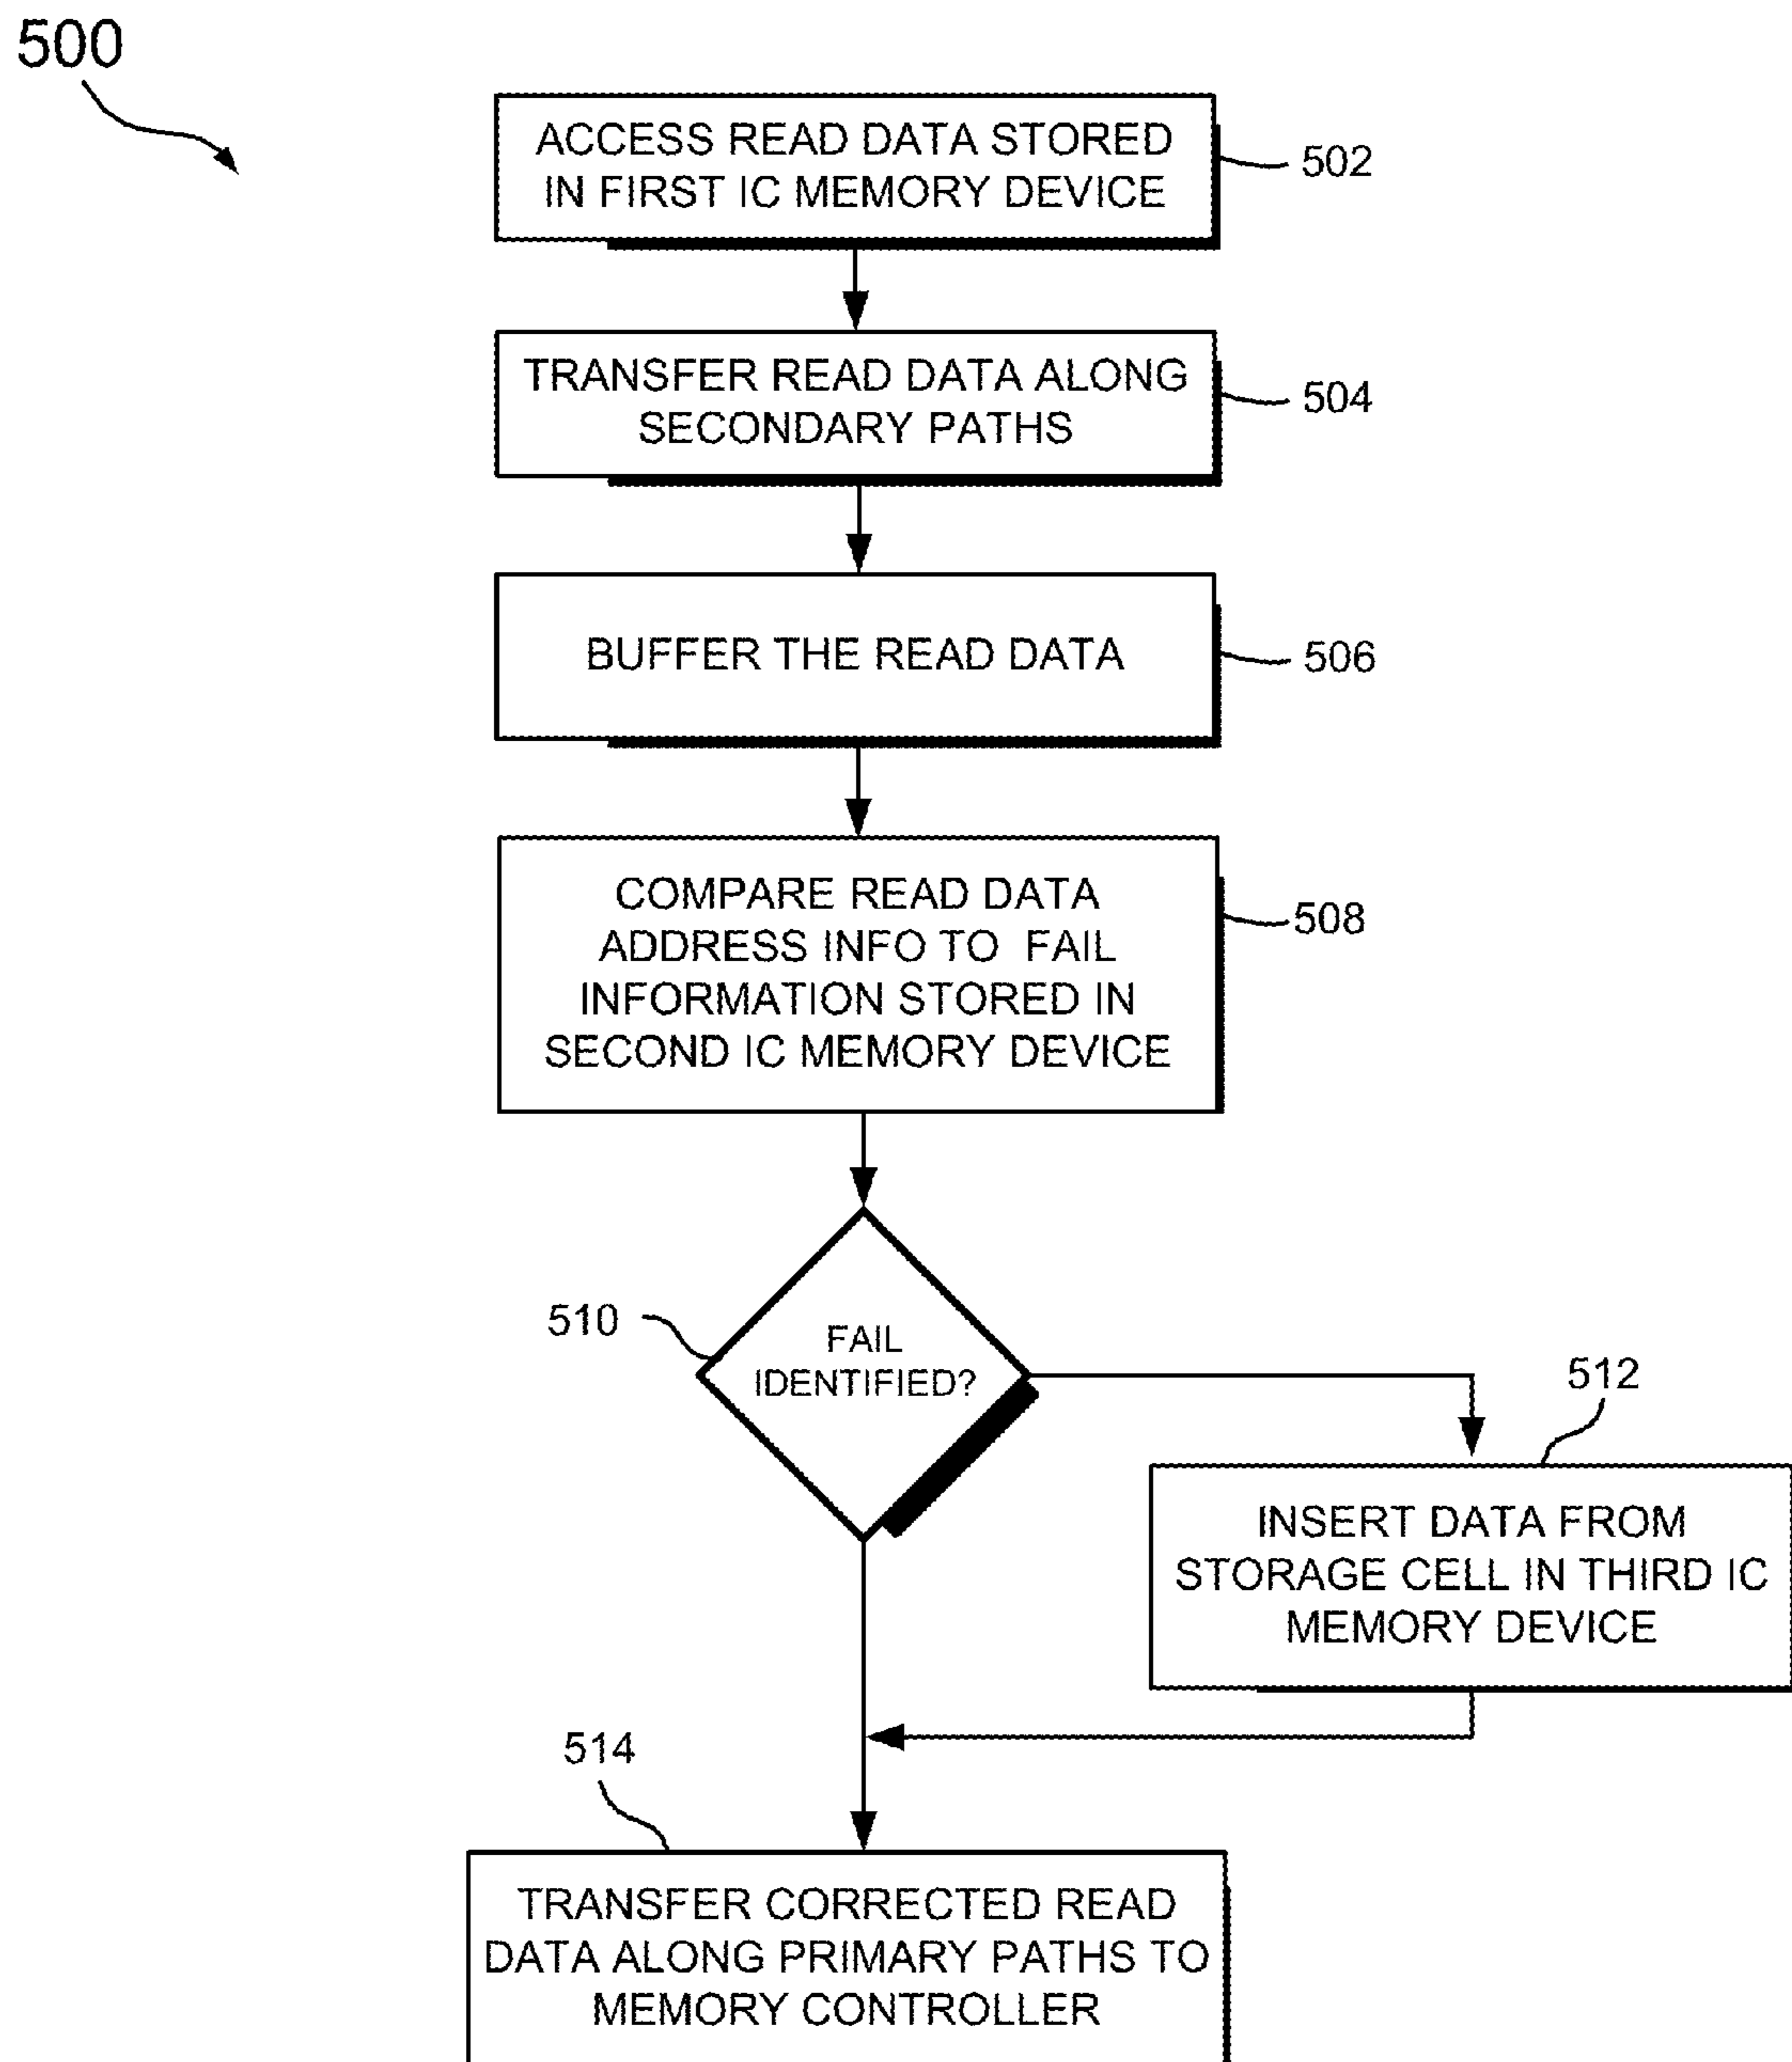 500
ACCESS READ DATA STORED
IN FIRST IC MEMORY DEVICE
502
TRANSFER READ DATA ALONG
SECONDARY PATHS
504
BUFFER THE READ DATA
506
COMPARE READ DATA
ADDRESS INFO TO FAIL
INFORMATION STORED IN
SECOND IC MEMORY DEVICE
508
510
FAIL
IDENTIFIED?
512
INSERT DATA FROM
STORAGE CELL IN THIRD IC
MEMORY DEVICE
514
TRANSFER CORRECTED READ
DATA ALONG PRIMARY PATHS TO
MEMORY CONTROLLER